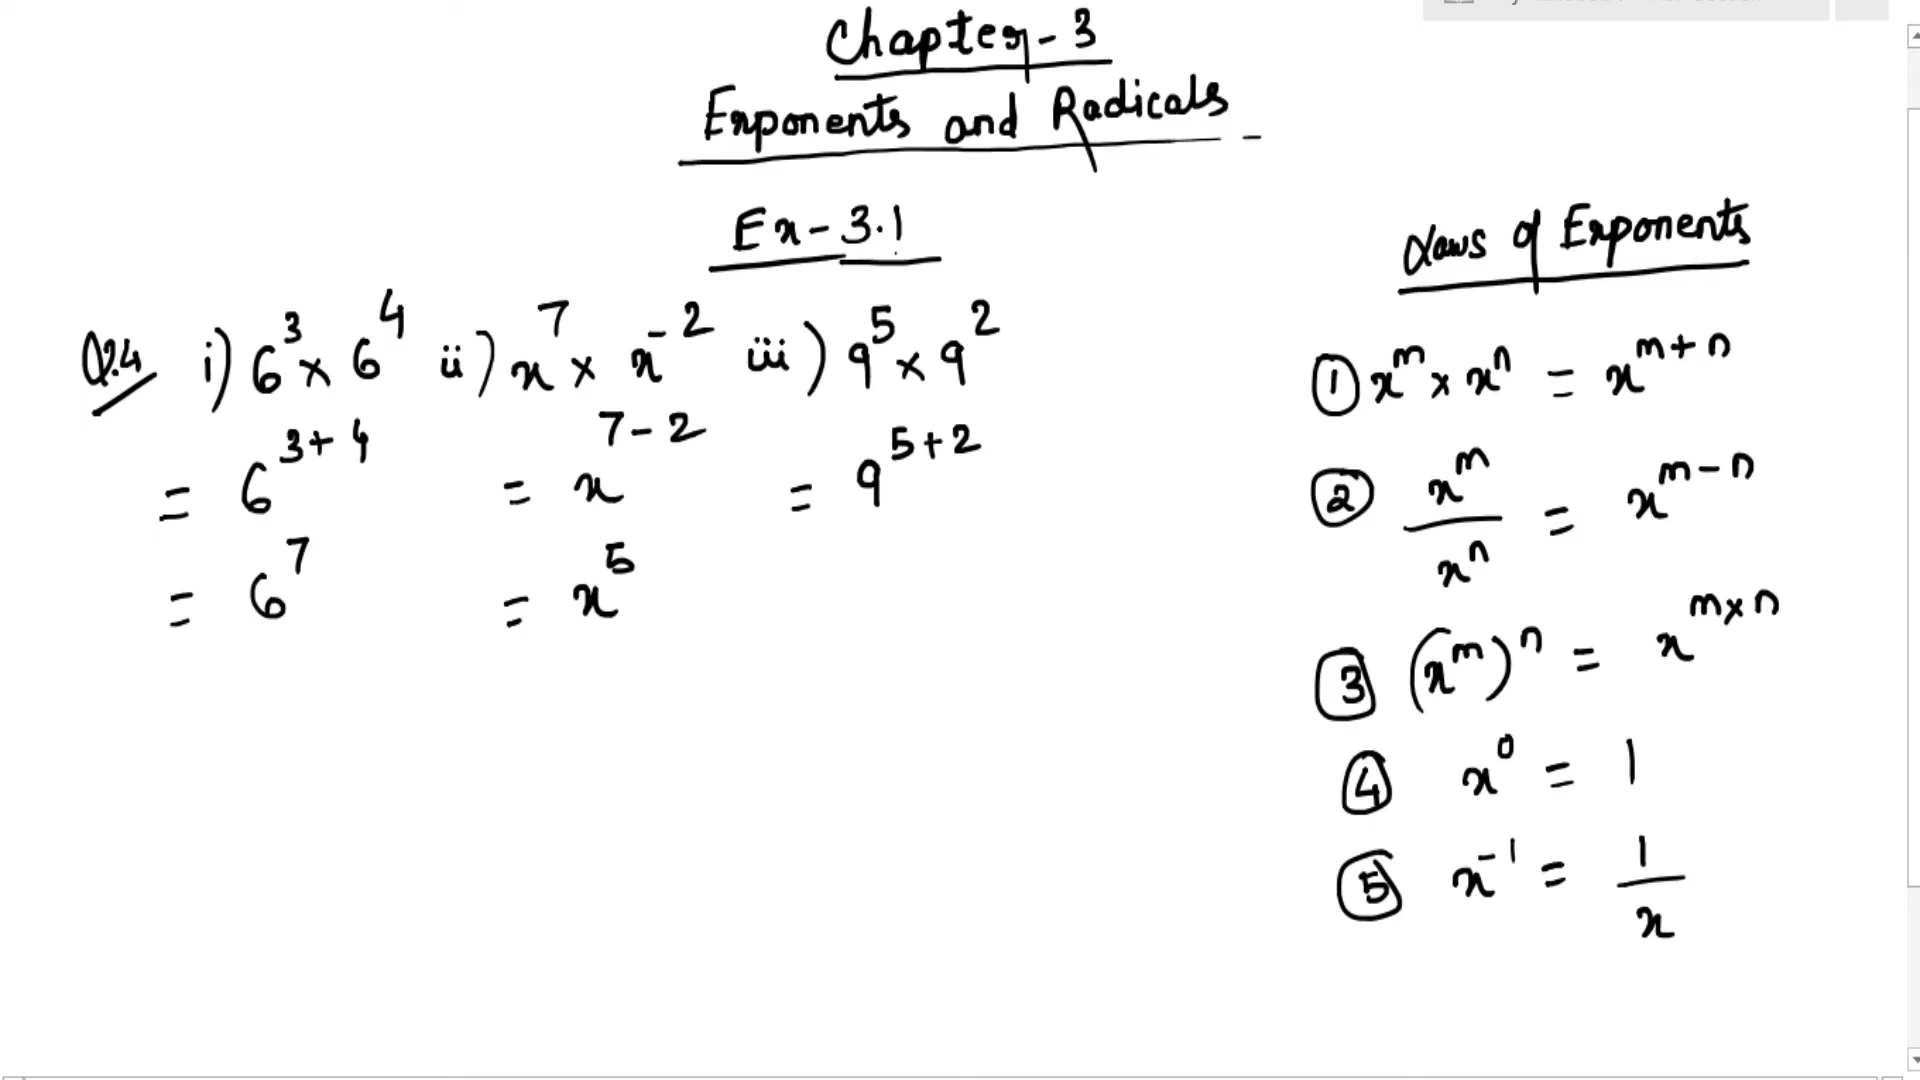 Chapter - 3
Exponents and Radicals
Ex - 3.1
Q.4 i) 6³ × 6⁴ ii) x⁷ × x⁻² iii) 9⁵ × 9²
= 6³⁺⁴ = x⁷⁻² = 9⁵⁺²
= 6⁷ = x⁵
Laws of Exponents
① xᵐ × xⁿ = xᵐ⁺ⁿ
② xᵐ / xⁿ = xᵐ⁻ⁿ
③ (xᵐ)ⁿ = xᵐˣⁿ
④ x⁰ = 1
⑤ x⁻¹ = 1 / x